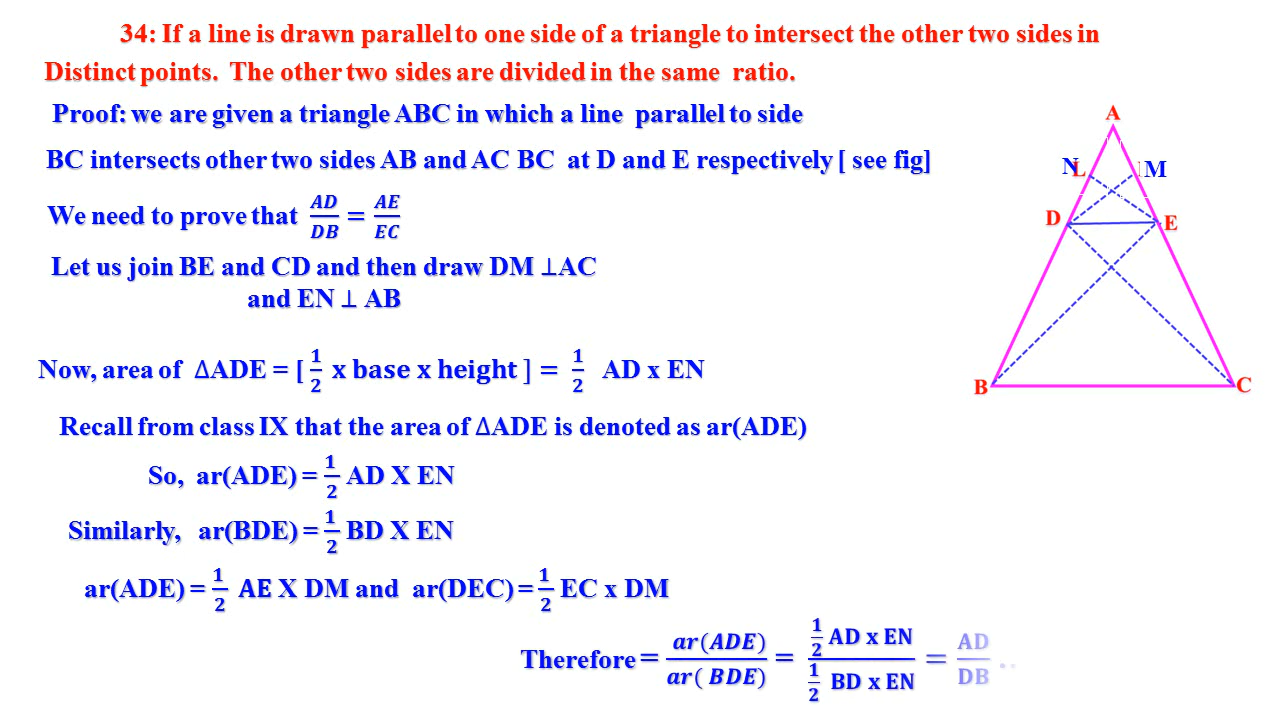 34: If a line is drawn parallel to one side of a triangle to intersect the other two sides in
Distinct points. The other two sides are divided in the same ratio.
Proof: we are given a triangle ABC in which a line parallel to side
BC intersects other two sides AB and AC BC at D and E respectively [ see fig]
We need to prove that AD/DB = AE/EC
Let us join BE and CD and then draw DM ⊥AC
and EN ⊥ AB
Now, area of ∆ADE = [ 1/2 x base x height ] = 1/2 AD x EN
Recall from class IX that the area of ∆ADE is denoted as ar(ADE)
So, ar(ADE) = 1/2 AD X EN
Similarly, ar(BDE) = 1/2 BD X EN
ar(ADE) = 1/2 AE X DM and ar(DEC) = 1/2 EC x DM
Therefore = ar(ADE)/ar( BDE) = 1/2 AD x EN / 1/2 BD x EN = AD/DB ..
A
N L M
D E
B C